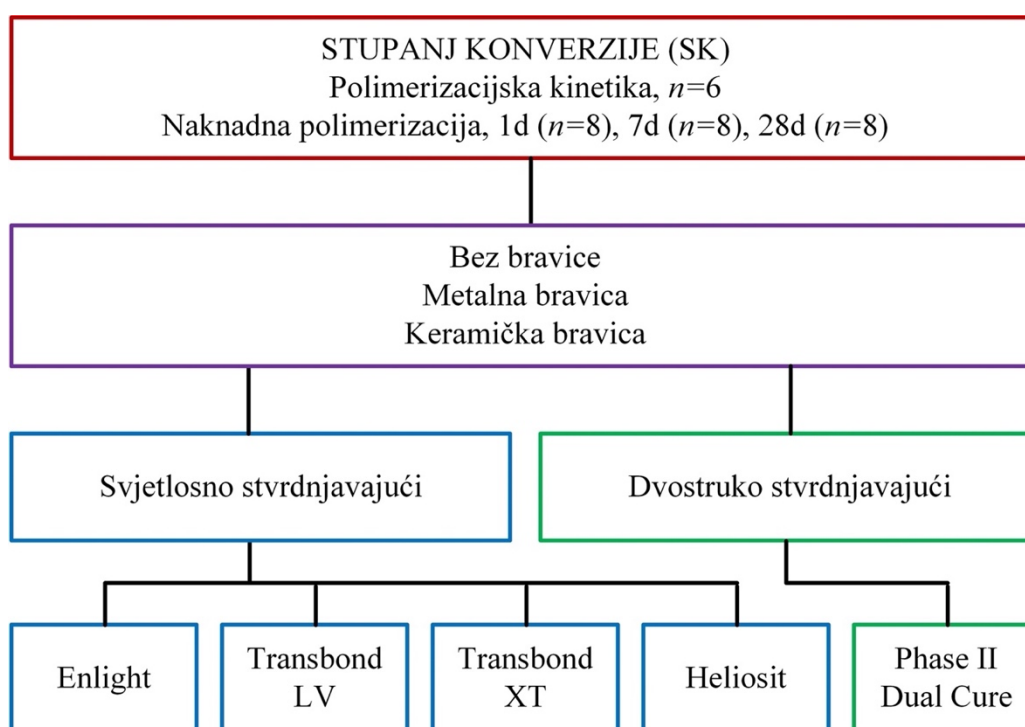 STUPANJ KONVERZIJE (SK)
Polimerizacijska kinetika, n=6
Naknadna polimerizacija, 1d (n=8), 7d (n=8), 28d (n=8)
Bez bravice
Metalna bravica
Keramička bravica
Svjetlosno stvrdnjavajući
Dvostruko stvrdnjavajući
Enlight
Transbond
LV
Transbond
XT
Heliosit
Phase II
Dual Cure